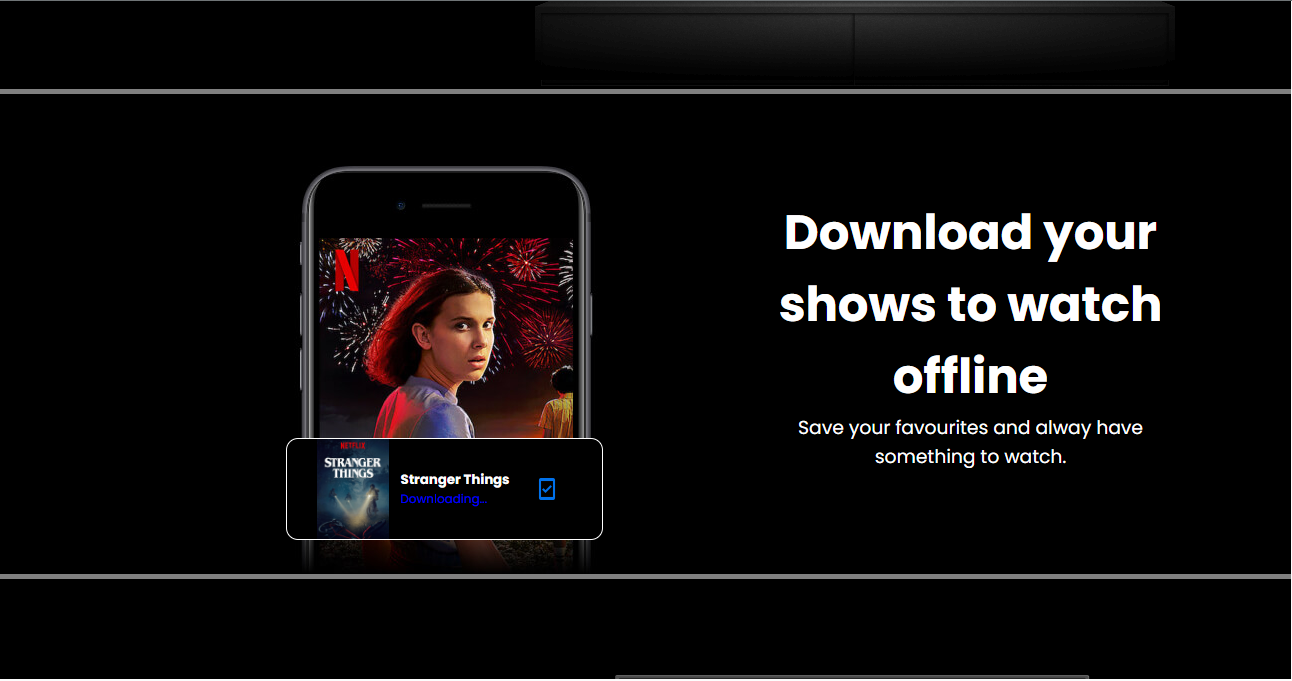 Download your
shows to watch
offline
Save your favourites and alway have
something to watch.
N
NETFLIX
STRANGER
THINGS
Stranger Things
Downloading...